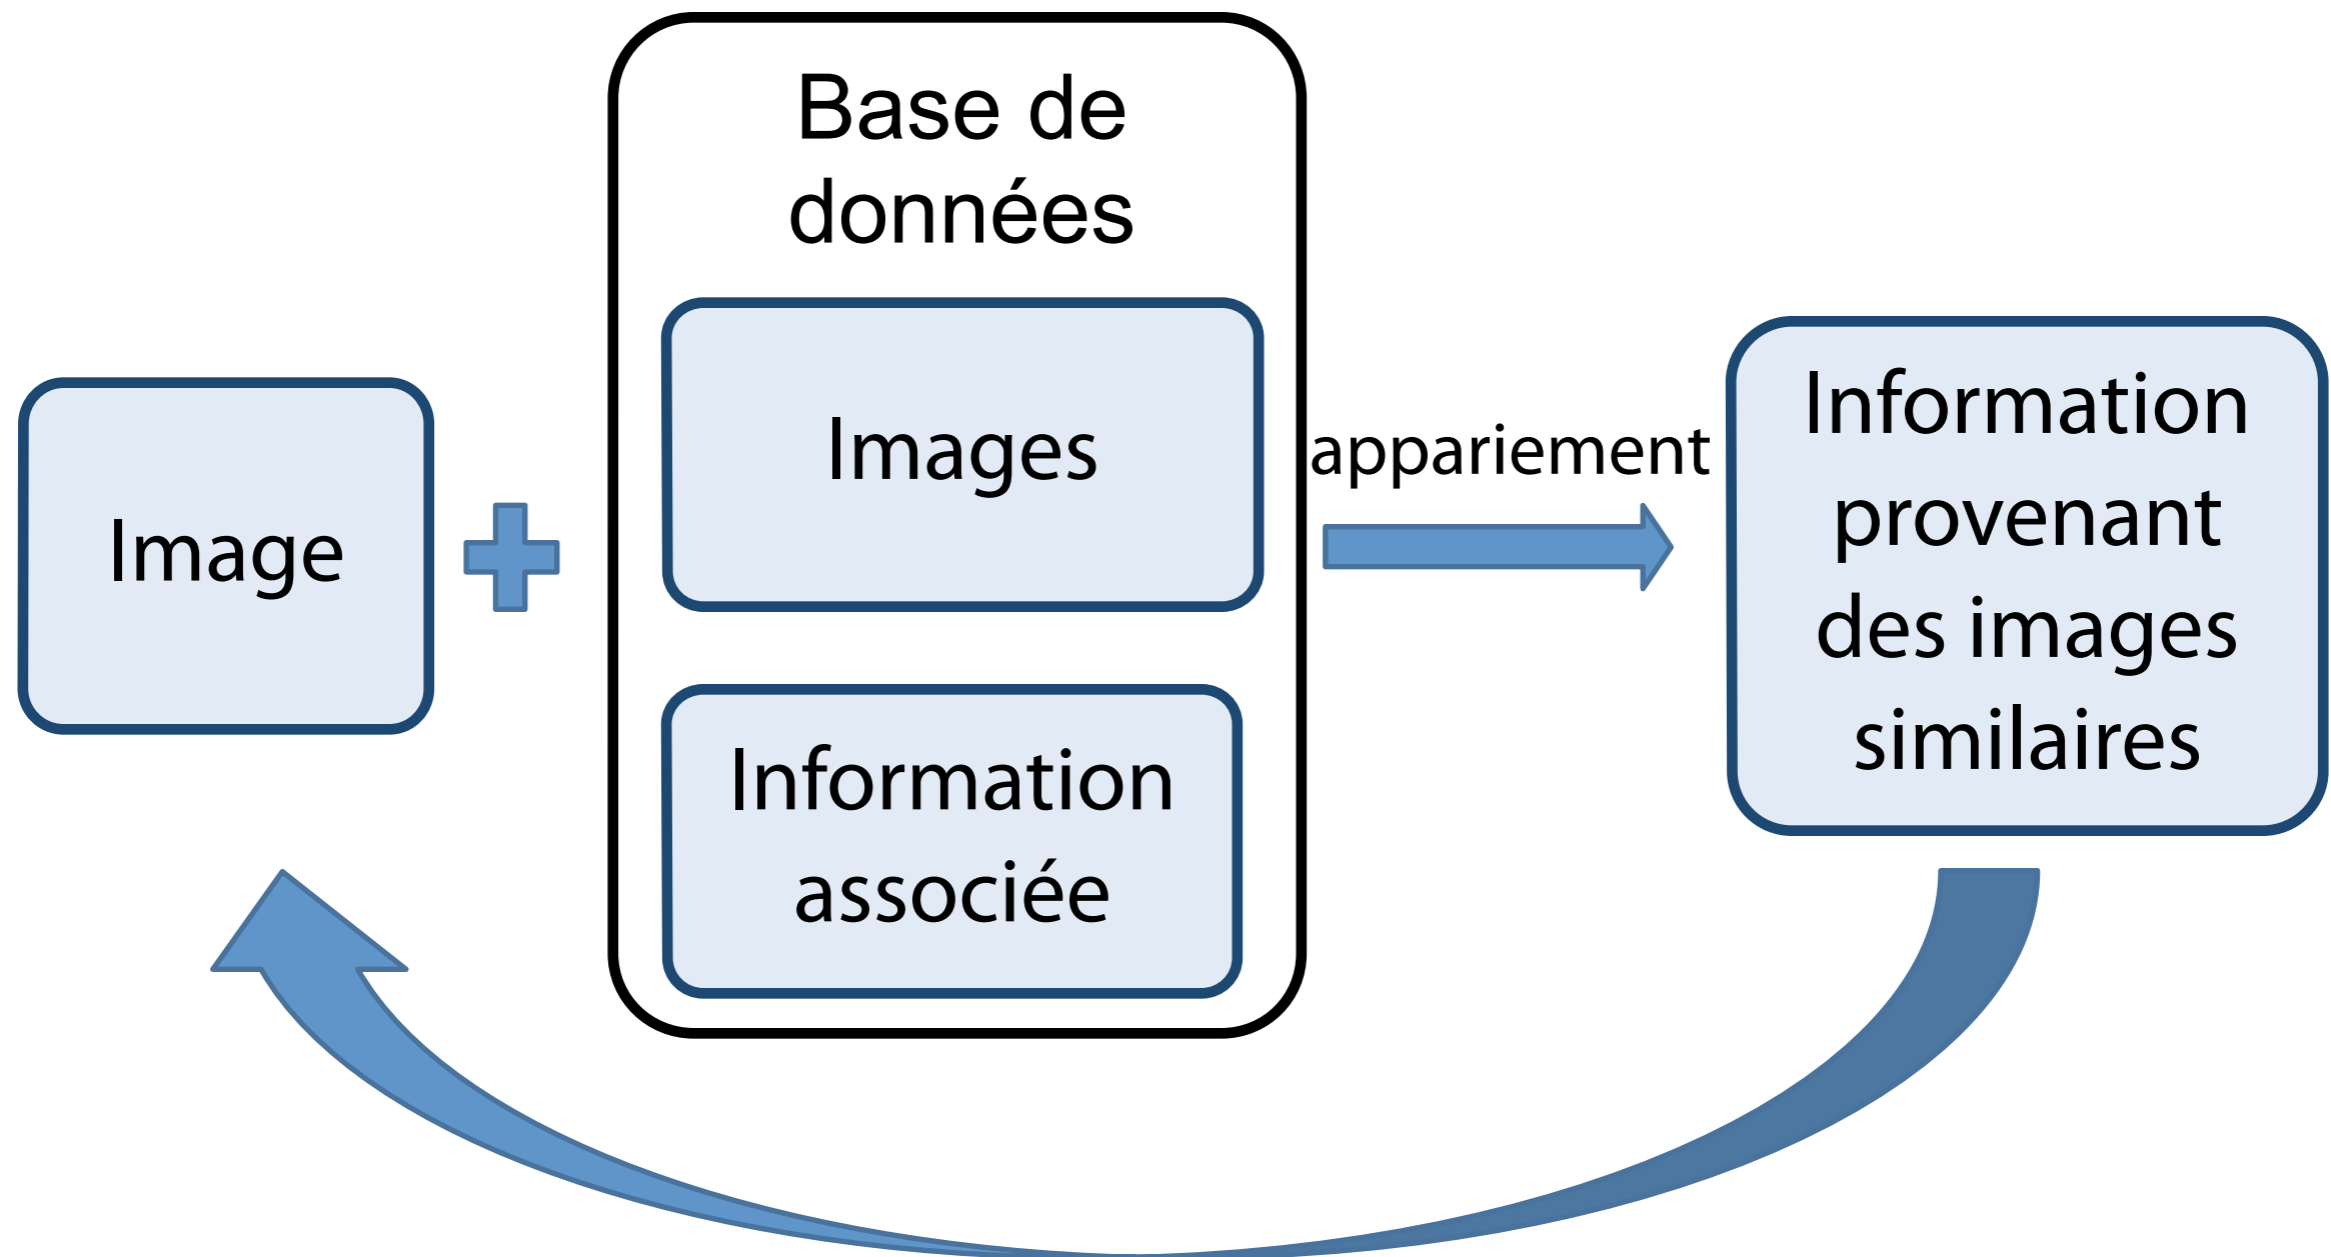 Base de
données
Image
Images
Information
associée
appariement
Information
provenant
des images
similaires